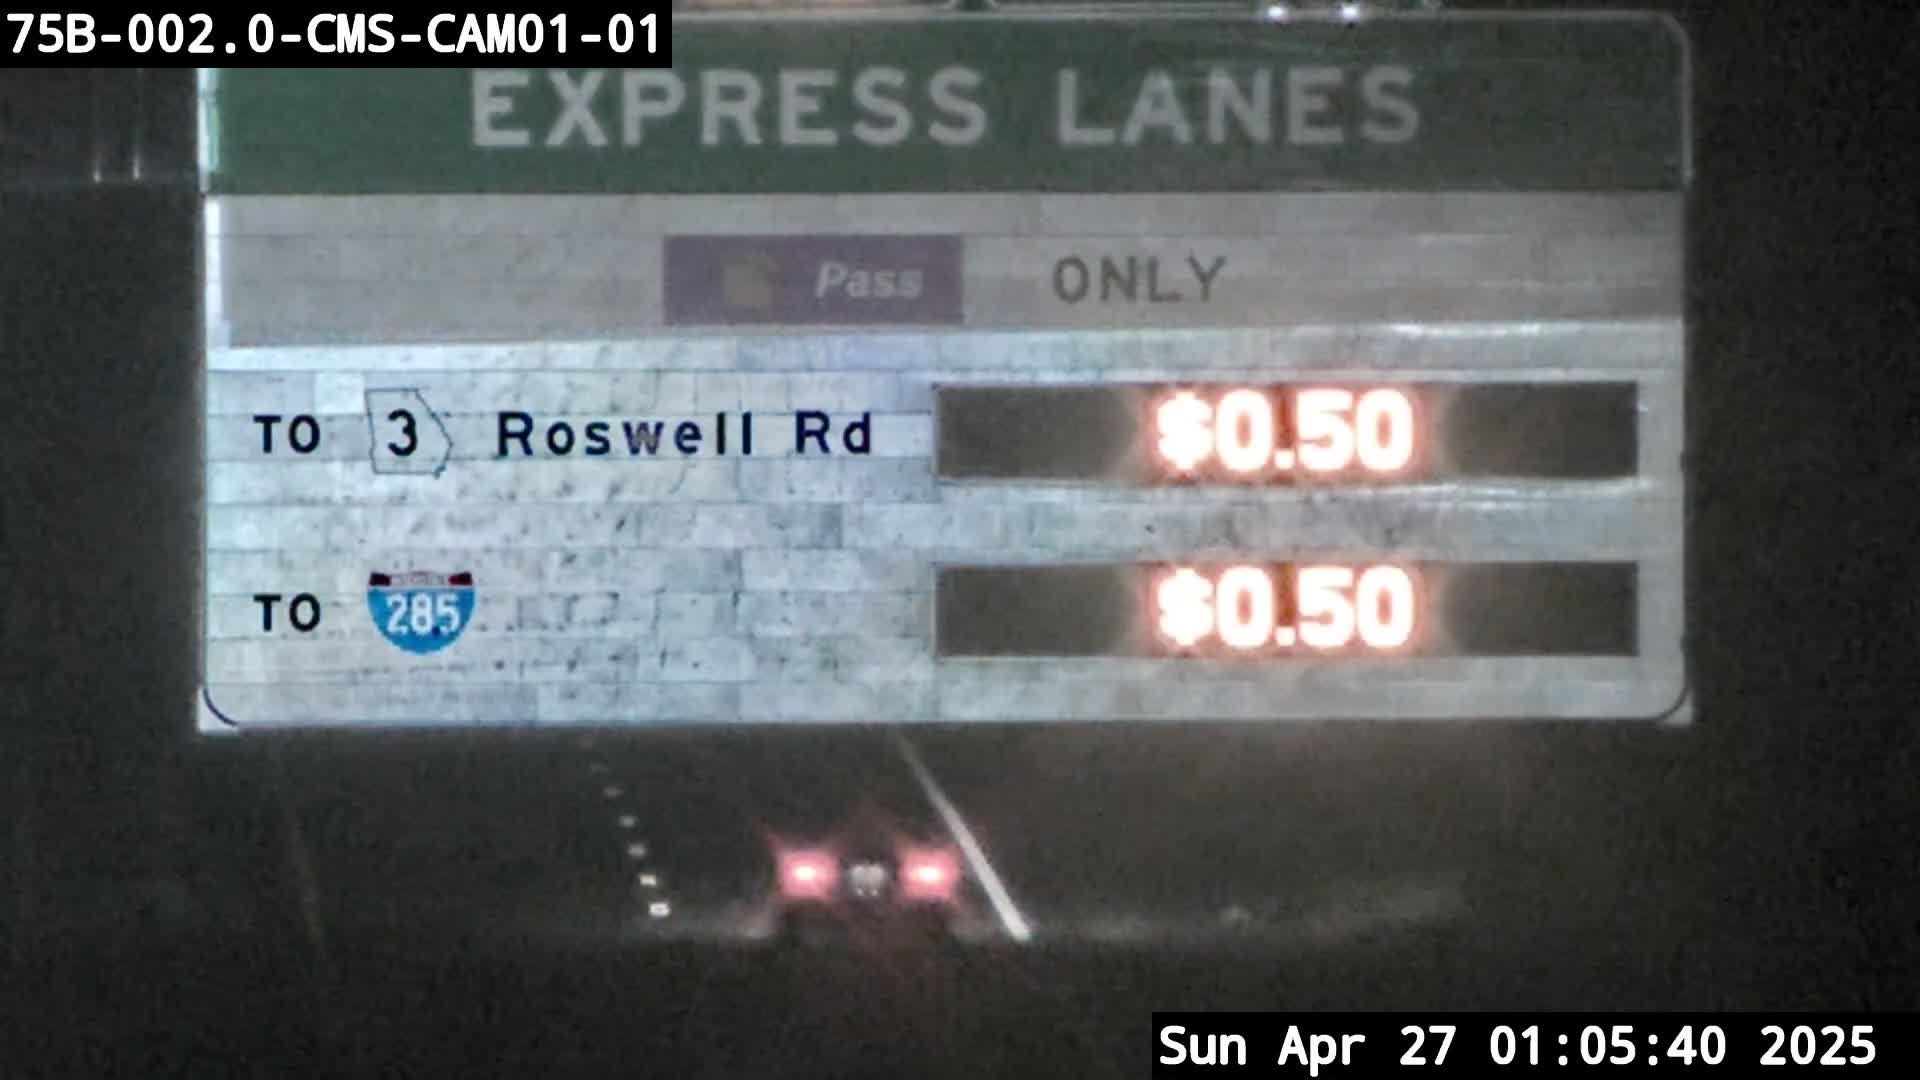 75B-002.0-CMS-CAM01-01
EXPRESS LANES
Pass ONLY
TO 3 Roswell Rd $0.50
TO 285 $0.50
Sun Apr 27 01:05:40 2025